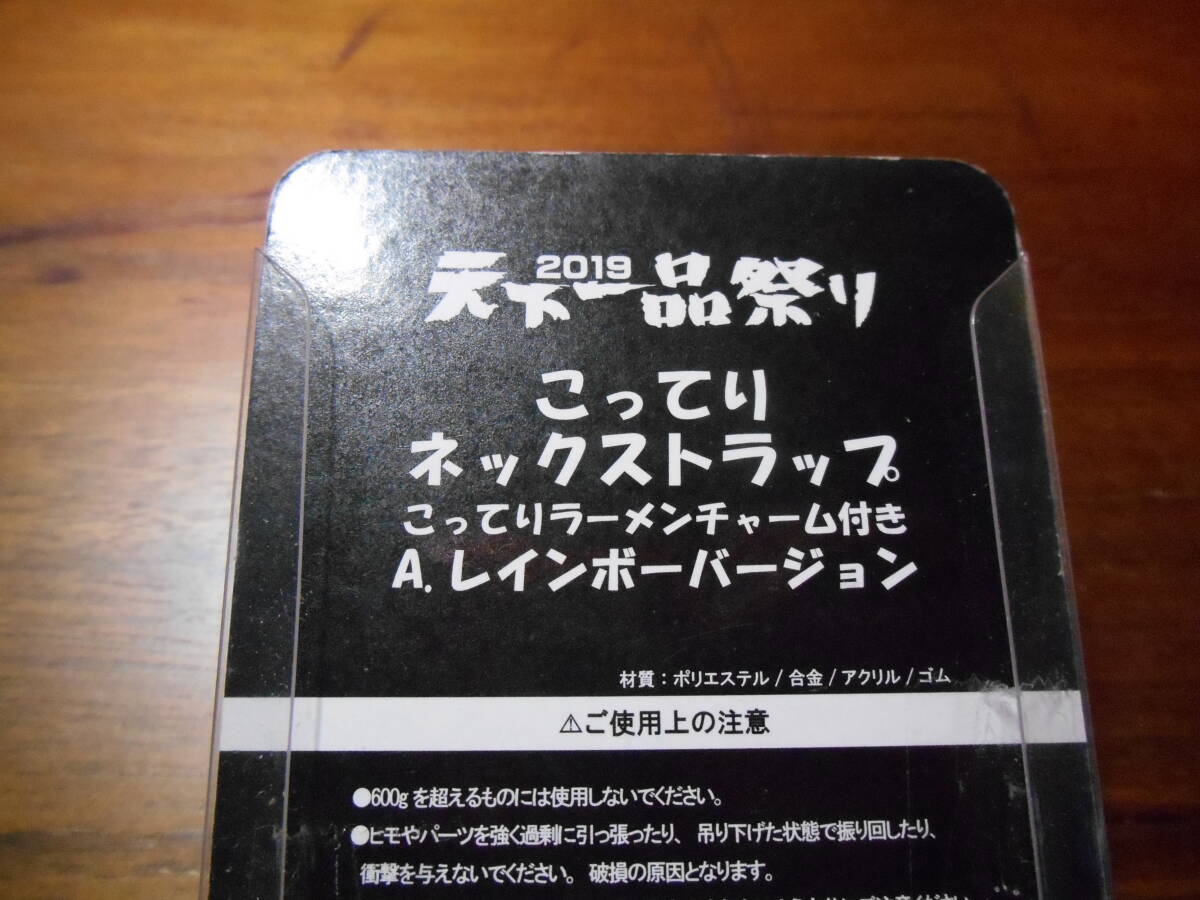 2019
天下一品祭り
こってり
ネックストラップ
こってりラーメンチャーム付き
A.レインボーバージョン
材質：ポリエステル/合金/アクリル/ゴム
⚠ご使用上の注意
●600gを超えるものには使用しないでください。
●ヒモやパーツを強く過剰に引っ張ったり、吊り下げた状態で振り回したり、
衝撃を与えないでください。破損の原因となります。